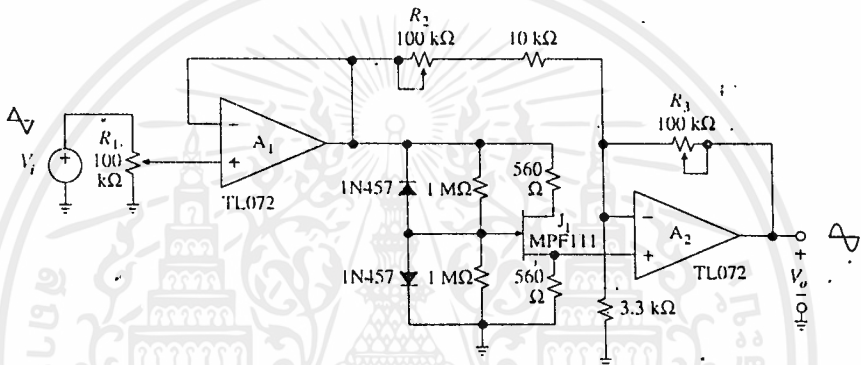 R₂
100 kΩ
10 kΩ
R₃
100 kΩ
R₁
100
kΩ
Vᵢ
+
−
+
A₁
TL072
1N457
1 MΩ
560
Ω
J₁
MPF111
1N457
1 MΩ
560
Ω
−
+
A₂
TL072
3.3 kΩ
+
Vₒ
−